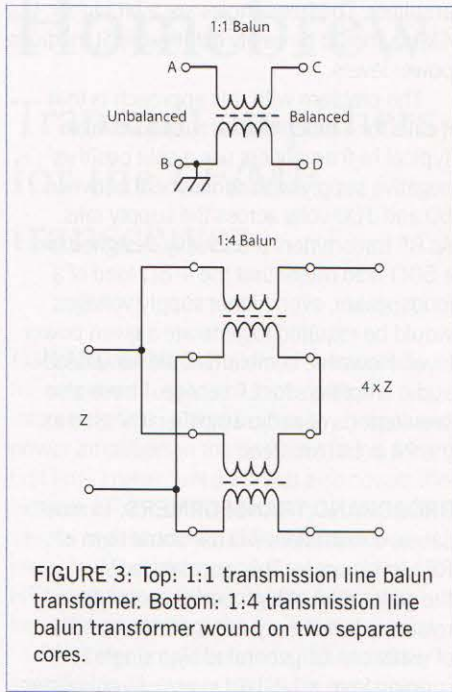 1:1 Balun
A C
Unbalanced Balanced
B D
1:4 Balun
Z 4 x Z
FIGURE 3: Top: 1:1 transmission line balun
transformer. Bottom: 1:4 transmission line
balun transformer wound on two separate
cores.